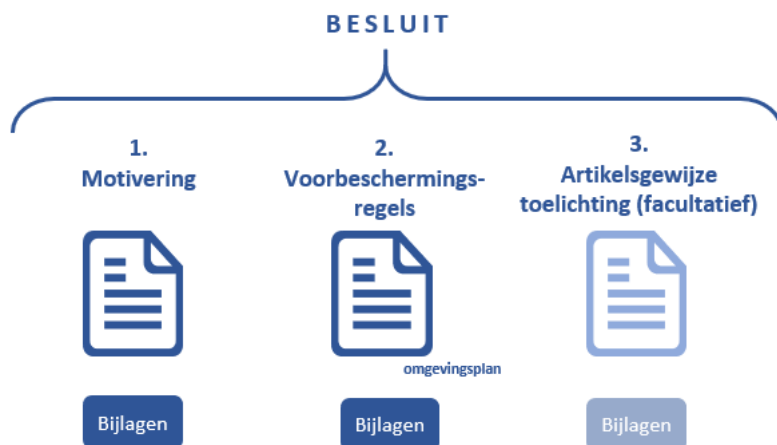 BESLUIT
1.
Motivering
2.
Voorbeschermings-
regels
3.
Artikelsgewijze
toelichting (facultatief)
omgevingsplan
Bijlagen
Bijlagen
Bijlagen